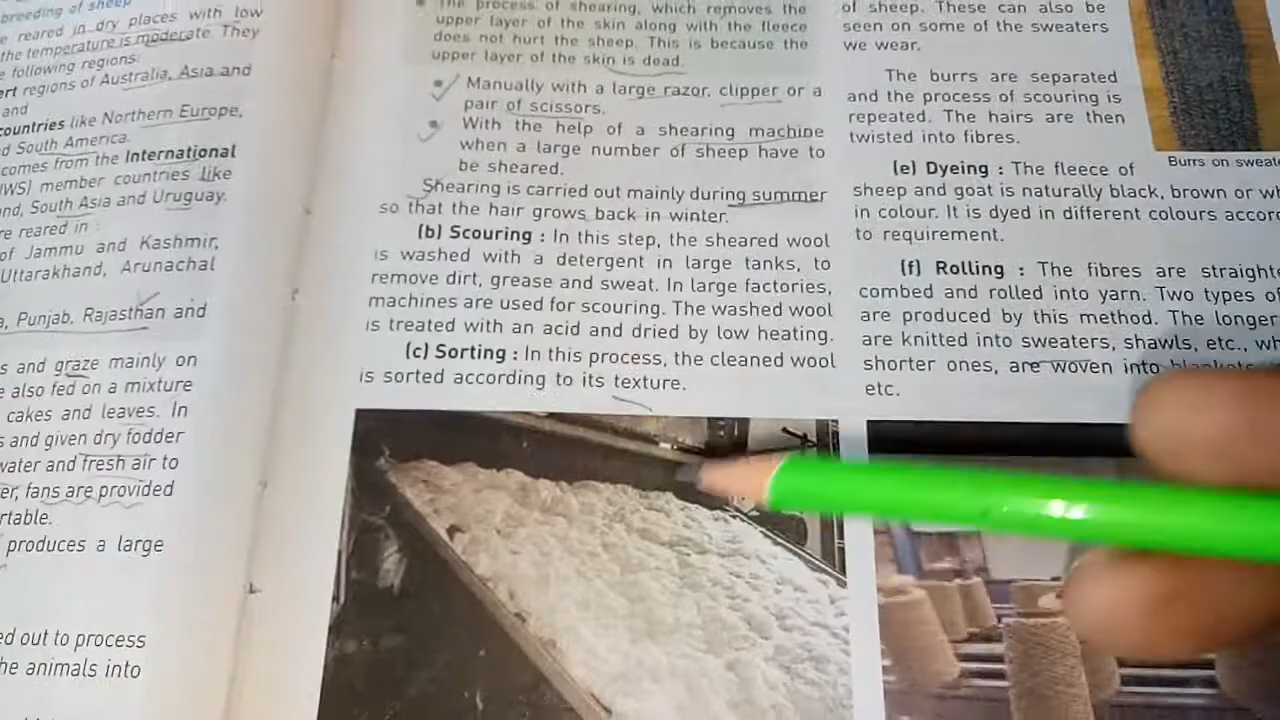 breeding of sheep
reared in dry places with low
the temperature is moderate. They
following regions:
regions of Australia, Asia and
and
countries like Northern Europe,
South America.
comes from the International
(IWS) member countries like
South Asia and Uruguay.
reared in :
of Jammu and Kashmir,
Uttarakhand, Arunachal
Punjab, Rajasthan and
and graze mainly on
also fed on a mixture
cakes and leaves. In
and given dry fodder
water and fresh air to
fans are provided
produces a large
out to process
animals into
The process of shearing, which removes the
upper layer of the skin along with the fleece
does not hurt the sheep. This is because the
upper layer of the skin is dead.
Manually with a large razor, clipper or a
pair of scissors.
With the help of a shearing machine
when a large number of sheep have to
be sheared.
Shearing is carried out mainly during summer
so that the hair grows back in winter.
(b) Scouring : In this step, the sheared wool
is washed with a detergent in large tanks, to
remove dirt, grease and sweat. In large factories,
machines are used for scouring. The washed wool
is treated with an acid and dried by low heating.
(c) Sorting : In this process, the cleaned wool
is sorted according to its texture.
of sheep. These can also be
seen on some of the sweaters
we wear.
The burrs are separated
and the process of scouring is
repeated. The hairs are then
twisted into fibres.
Burrs on
(e) Dyeing : The fleece of
sheep and goat is naturally black, brown or
in colour. It is dyed in different colours
to requirement.
(f) Rolling : The fibres are
combed and rolled into yarn. Two types of
are produced by this method. The longer
are knitted into sweaters, shawls, etc.,
shorter ones, are woven into blankets
etc.